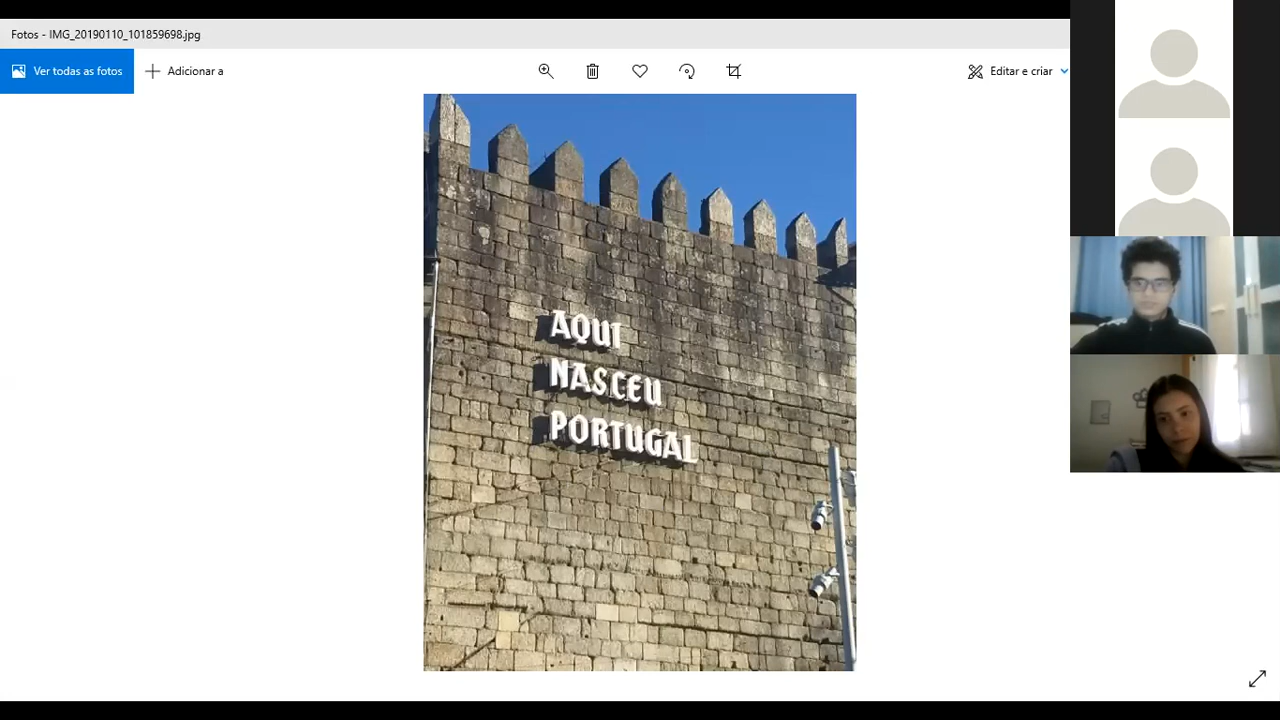 Fotos - IMG_20190110_101859698.jpg
Ver todas as fotos
Adicionar a
Editar e criar
AQUI
NASCEU
PORTUGAL